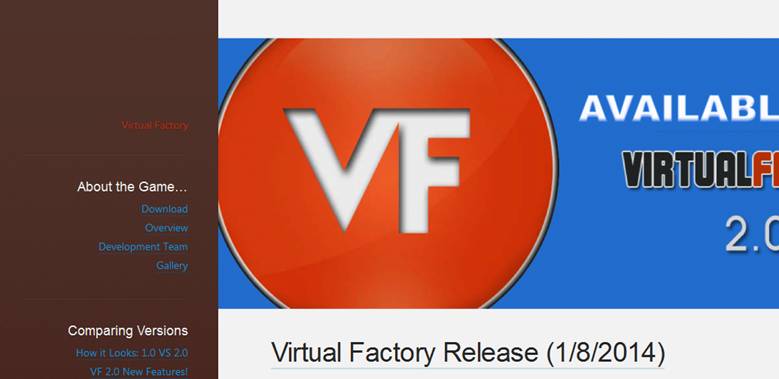 Virtual Factory
About the Game...
Download
Overview
Development Team
Gallery
Comparing Versions
How it Looks: 1.0 VS 2.0
VF 2.0 New Features!
VF
AVAILABL
VIRTUALF
2.0
Virtual Factory Release (1/8/2014)